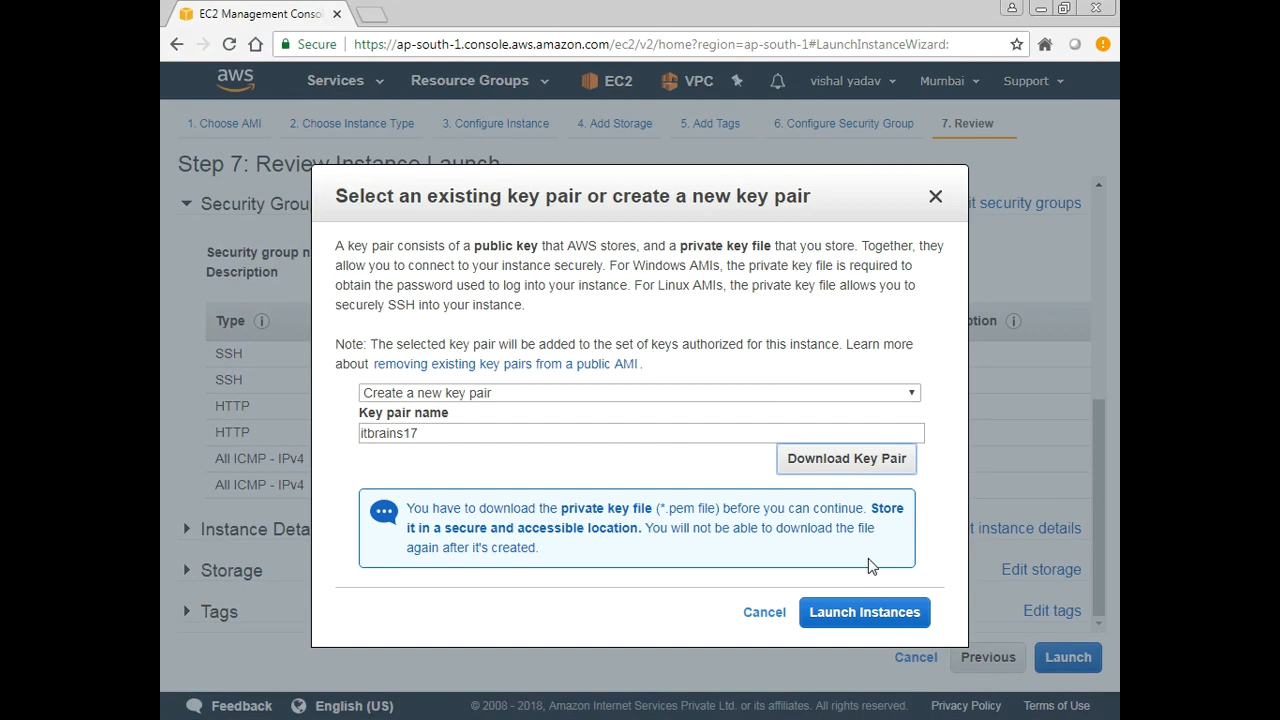 EC2 Management Conso
Secure
https://ap-south-1.console.aws.amazon.com/ec2/v2/home?region=ap-south-1#LaunchInstanceWizard:
aws
Services
Resource Groups
EC2
VPC
vishal yadav
Mumbai
Support
1. Choose AMI
2. Choose Instance Type
3. Configure Instance
4. Add Storage
5. Add Tags
6. Configure Security Group
7. Review
Step 7: Review Instance Launch
Security Grou
it security groups
Security group n
Description
Type
ption
SSH
SSH
HTTP
HTTP
All ICMP - IPv4
All ICMP - IPv4
Instance Deta
t instance details
Storage
Edit storage
Tags
Edit tags
Select an existing key pair or create a new key pair
A key pair consists of a public key that AWS stores, and a private key file that you store. Together, they
allow you to connect to your instance securely. For Windows AMIs, the private key file is required to
obtain the password used to log into your instance. For Linux AMIs, the private key file allows you to
securely SSH into your instance.
Note: The selected key pair will be added to the set of keys authorized for this instance. Learn more
about removing existing key pairs from a public AMI .
Create a new key pair
Key pair name
itbrains17
Download Key Pair
You have to download the private key file (*.pem file) before you can continue. Store
it in a secure and accessible location. You will not be able to download the file
again after it's created.
Cancel
Launch Instances
Cancel
Previous
Launch
Feedback
English (US)
© 2008 - 2018, Amazon Internet Services Private Ltd. or its affiliates. All rights reserved.
Privacy Policy
Terms of Use